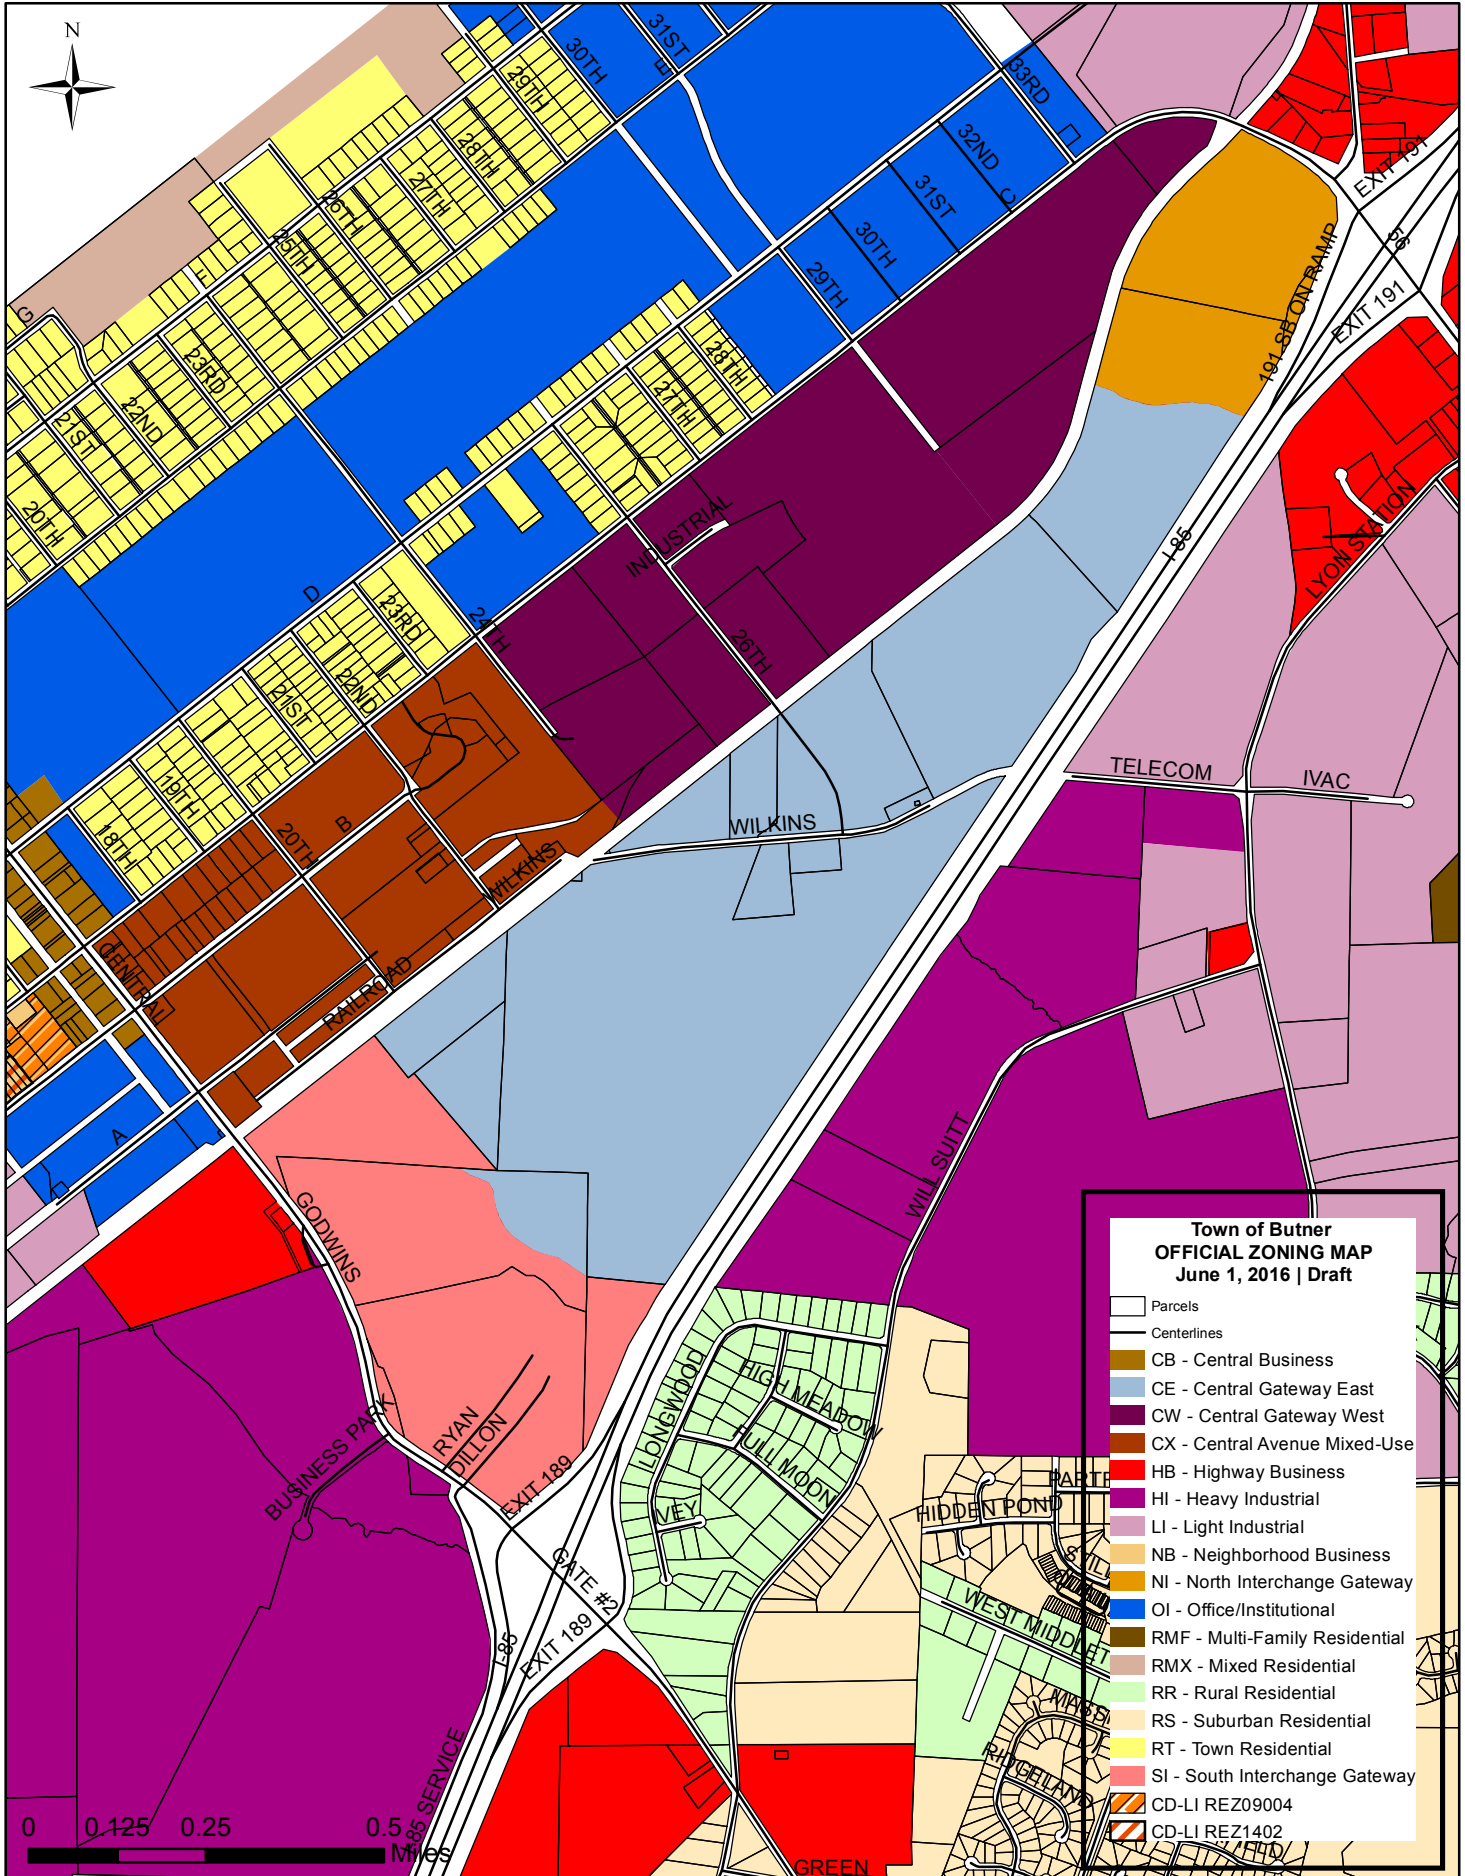 N
31ST
30TH
E
29TH
33RD
28TH
32ND
27TH
31ST
C
EXIT 191
26TH
30TH
56
25TH
29TH
F
191 SB ON RAMP
EXIT 191
G
23RD
28TH
22ND
27TH
21ST
20TH
INDUSTRIAL
LYON STATION
I-85
D
23RD
24TH
26TH
22ND
21ST
19TH
TELECOM
IVAC
18TH
20TH
B
WILKINS
WILKINS
CENTRAL
RAILROAD
A
WILL SUITT
GODWINS
LONGWOOD
HIGH MEADOW
BUSINESS PARK
RYAN
DILLON
FULL MOON
EXIT 189
IVEY
HIDDEN POND
GATE #2
EXIT 189
I-85
WEST MIDDLET
RIDGELAND
GREEN
Town of Butner
OFFICIAL ZONING MAP
June 1, 2016 | Draft
Parcels
Centerlines
CB - Central Business
CE - Central Gateway East
CW - Central Gateway West
CX - Central Avenue Mixed-Use
HB - Highway Business
HI - Heavy Industrial
LI - Light Industrial
NB - Neighborhood Business
NI - North Interchange Gateway
OI - Office/Institutional
RMF - Multi-Family Residential
RMX - Mixed Residential
RR - Rural Residential
RS - Suburban Residential
RT - Town Residential
SI - South Interchange Gateway
CD-LI REZ09004
CD-LI REZ1402
0 0.125 0.25 0.5
Miles